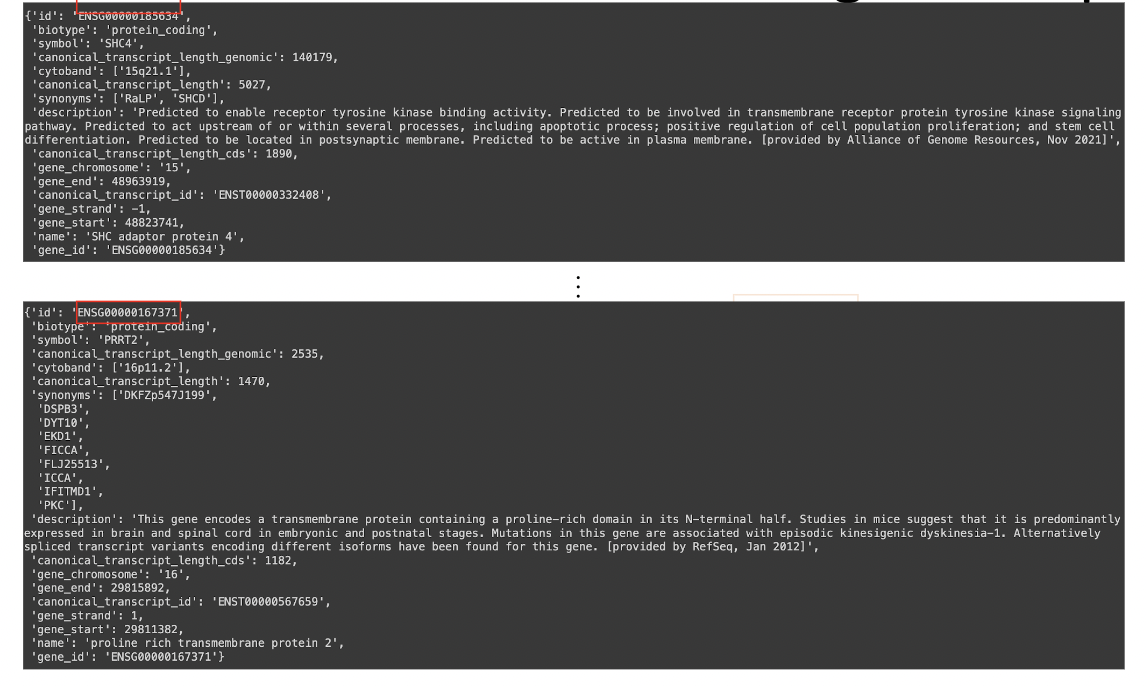 {'id': 'ENSG00000185634',
'biotype': 'protein_coding',
'symbol': 'SHC4',
'canonical_transcript_length_genomic': 140179,
'cytoband': ['15q21.1'],
'canonical_transcript_length': 5027,
'synonyms': ['RaLP', 'SHCD'],
'description': 'Predicted to enable receptor tyrosine kinase binding activity. Predicted to be involved in transmembrane receptor protein tyrosine kinase signaling
pathway. Predicted to act upstream of or within several processes, including apoptotic process; positive regulation of cell population proliferation; and stem cell
differentiation. Predicted to be located in postsynaptic membrane. Predicted to be active in plasma membrane. [provided by Alliance of Genome Resources, Nov 2021]',
'canonical_transcript_length_cds': 1890,
'gene_chromosome': '15',
'gene_end': 48963919,
'canonical_transcript_id': 'ENST00000332408',
'gene_strand': -1,
'gene_start': 48823741,
'name': 'SHC adaptor protein 4',
'gene_id': 'ENSG00000185634'}
⋮
{'id': 'ENSG00000167371',
'biotype': 'protein_coding',
'symbol': 'PRRT2',
'canonical_transcript_length_genomic': 2535,
'cytoband': ['16p11.2'],
'canonical_transcript_length': 1470,
'synonyms': ['DKFZp547J199',
'DSPB3',
'DYT10',
'EKD1',
'FICCA',
'FLJ25513',
'ICCA',
'IFITMD1',
'PKC'],
'description': 'This gene encodes a transmembrane protein containing a proline-rich domain in its N-terminal half. Studies in mice suggest that it is predominantly
expressed in brain and spinal cord in embryonic and postnatal stages. Mutations in this gene are associated with episodic kinesigenic dyskinesia-1. Alternatively
spliced transcript variants encoding different isoforms have been found for this gene. [provided by RefSeq, Jan 2012]',
'canonical_transcript_length_cds': 1182,
'gene_chromosome': '16',
'gene_end': 29815892,
'canonical_transcript_id': 'ENST00000567659',
'gene_strand': 1,
'gene_start': 29811382,
'name': 'proline rich transmembrane protein 2',
'gene_id': 'ENSG00000167371'}